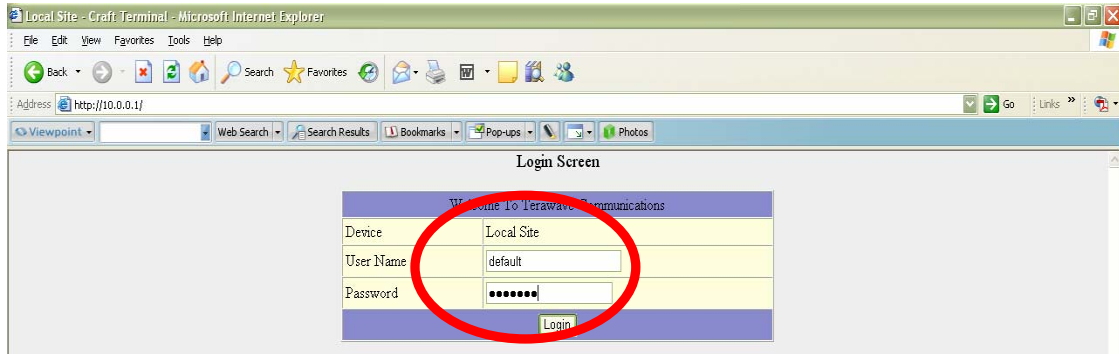 Local Site - Craft Terminal - Microsoft Internet Explorer
File Edit View Favorites Tools Help
Back Search Favorites
Address http://10.0.0.1/ Go Links »
Viewpoint Web Search Search Results Bookmarks Pop-ups Photos
Login Screen
Welcome To Terawave Communications
Device Local Site
User Name default
Password •••••••
Login